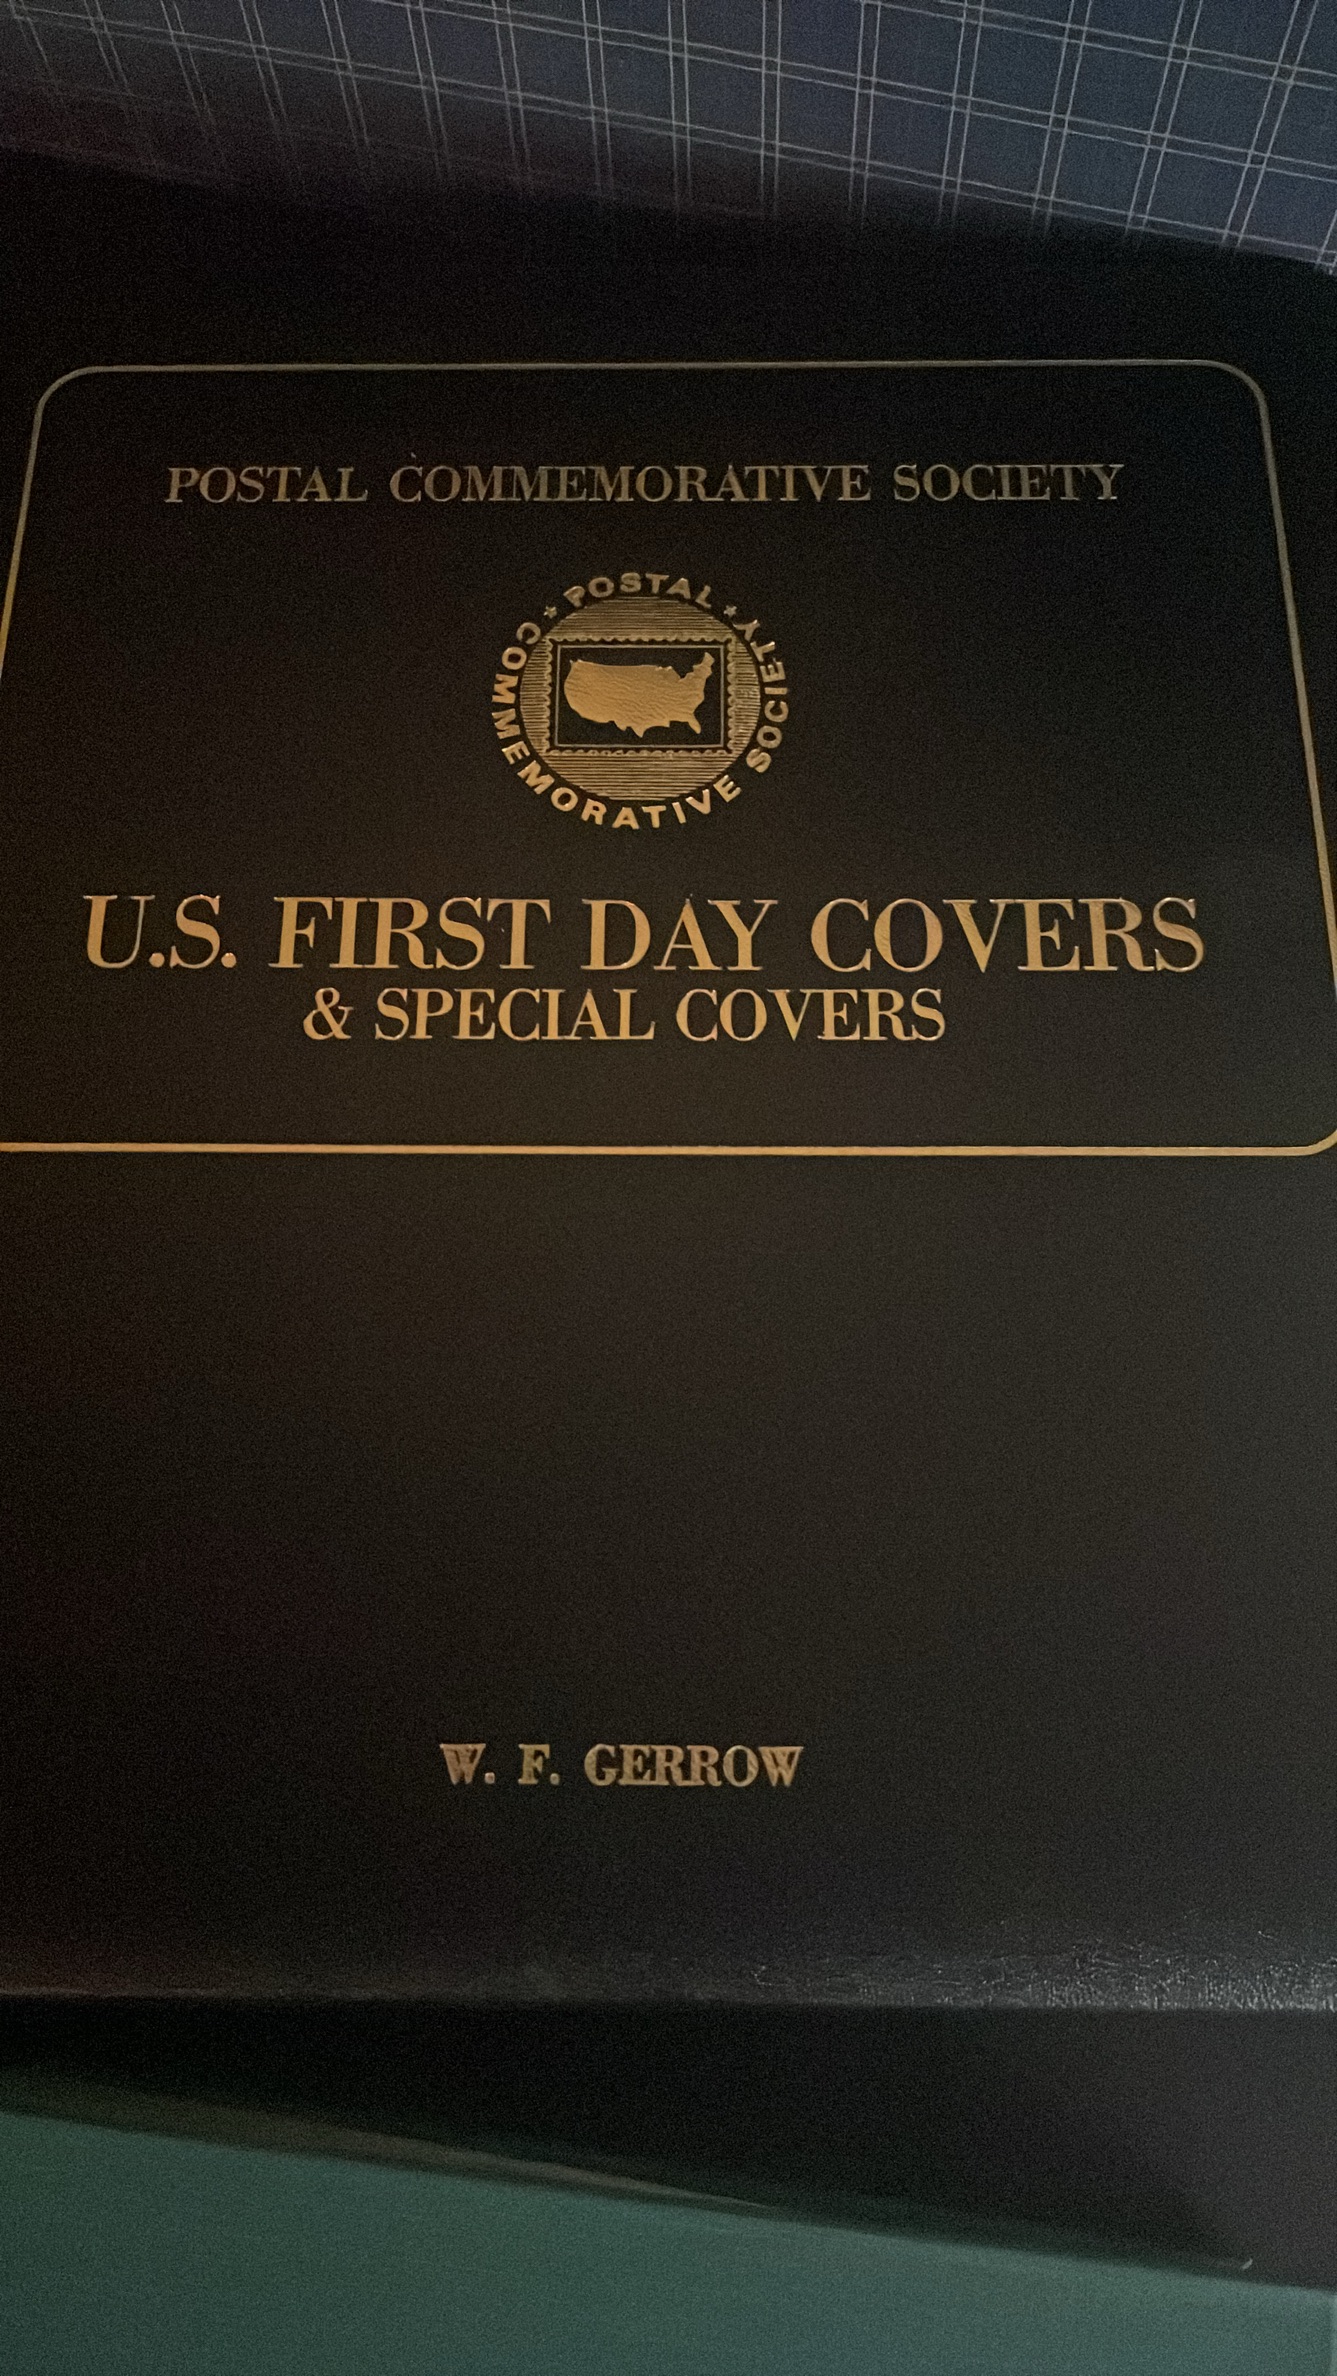 POSTAL COMMEMORATIVE SOCIETY
★ POSTAL ★ COMMEMORATIVE SOCIETY
U.S. FIRST DAY COVERS
& SPECIAL COVERS
W. F. GERROW